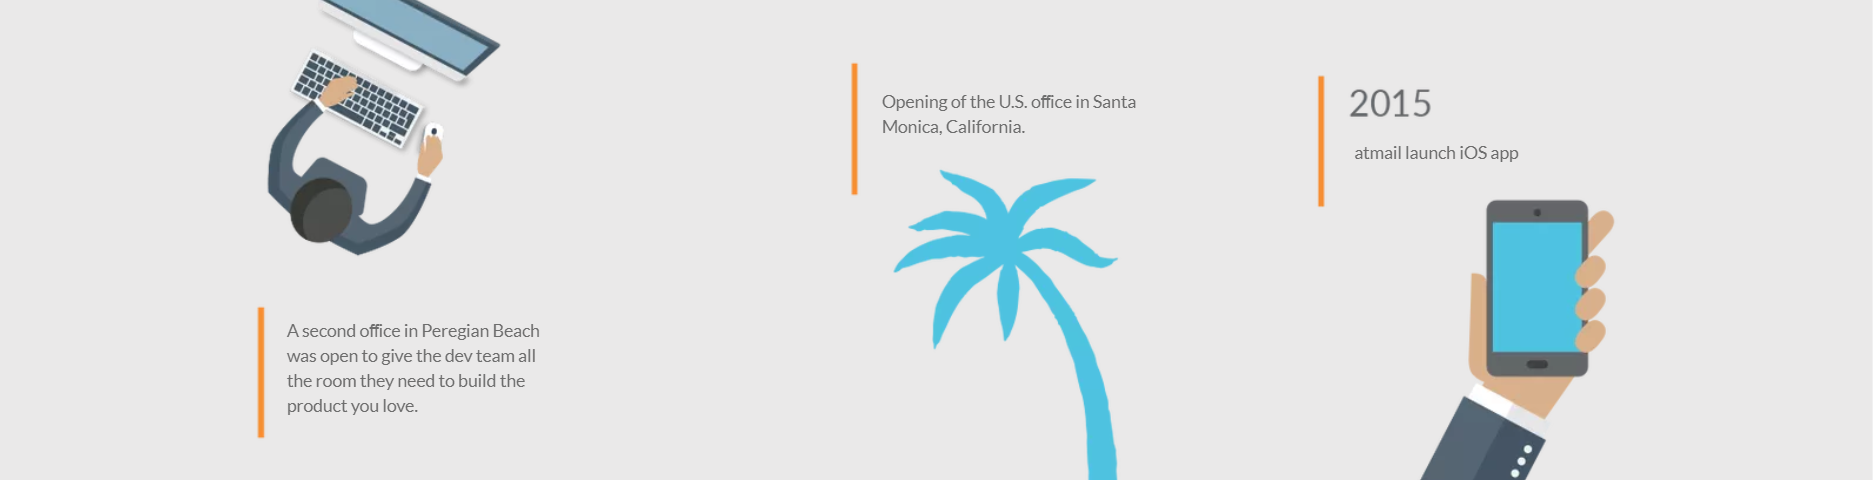 A second office in Peregian Beach
was open to give the dev team all
the room they need to build the
product you love.
Opening of the U.S. office in Santa
Monica, California.
2015
atmail launch iOS app